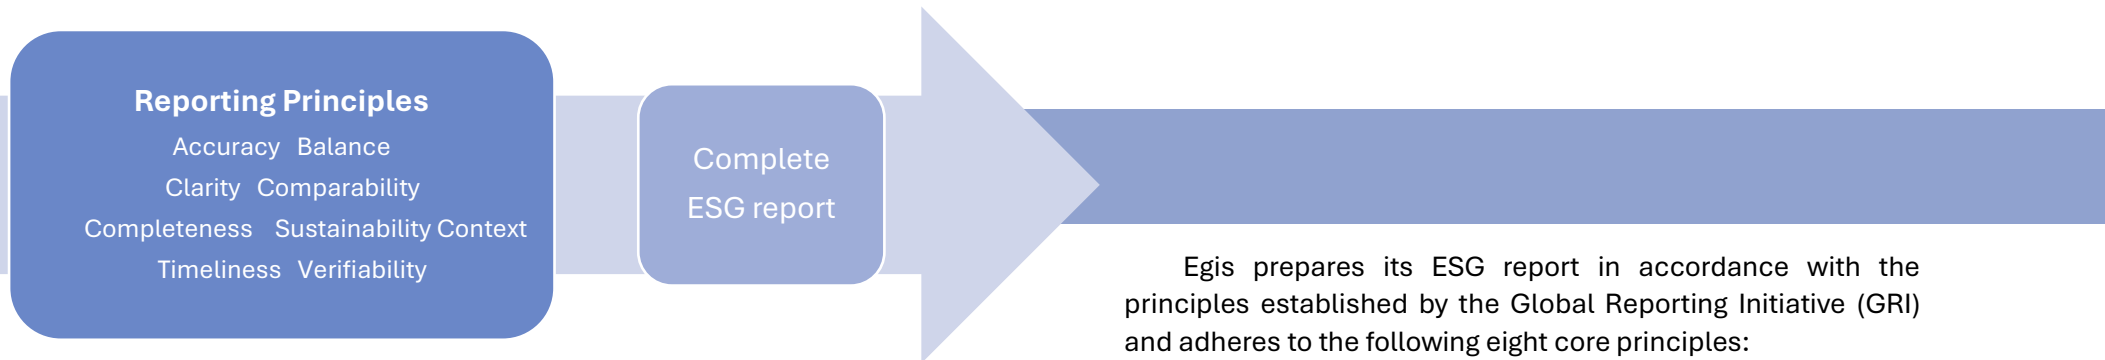 Reporting Principles
Accuracy Balance
Clarity Comparability
Completeness Sustainability Context
Timeliness Verifiability
Complete
ESG report
Egis prepares its ESG report in accordance with the
principles established by the Global Reporting Initiative (GRI)
and adheres to the following eight core principles: